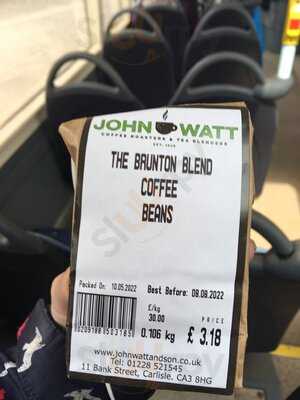 JOHN WATT
COFFEE ROASTERS & TEA BLENDERS
EST. 1865
THE BRUNTON BLEND
COFFEE
BEANS
Packed On: 10.05.2022 Best Before: 08.08.2022
£/kg
30.00 PRICE
0.106 kg £ 3.18
www.johnwattandson.co.uk
Tel: 01228 521545
11 Bank Street, Carlisle. CA3 8HG